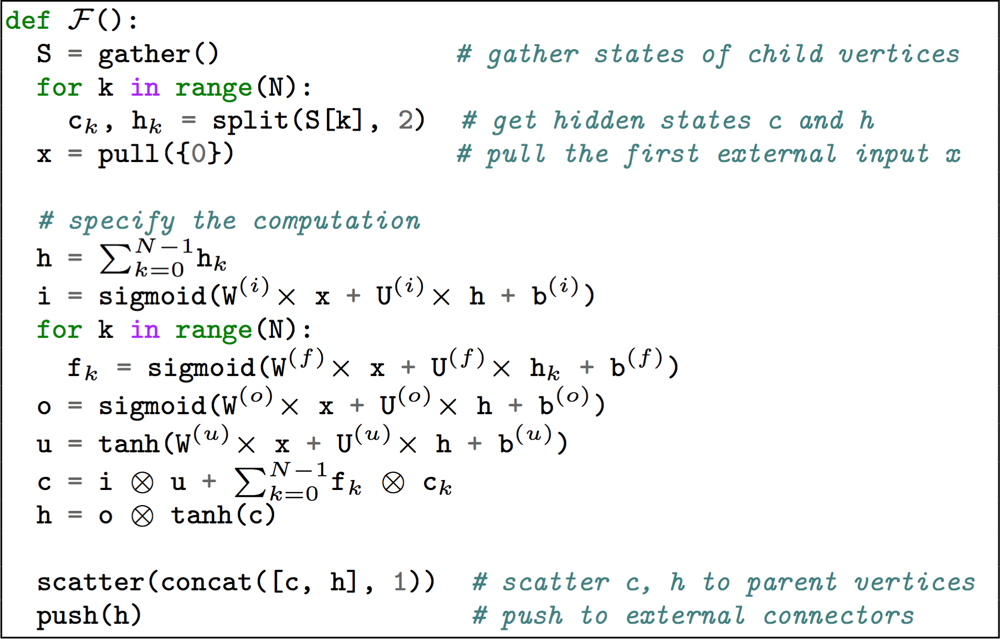 def ℱ():
S = gather() # gather states of child vertices
for k in range(N):
cₖ, hₖ = split(S[k], 2) # get hidden states c and h
x = pull({0}) # pull the first external input x
# specify the computation
h = ∑_{k=0}^{N−1} hₖ
i = sigmoid(W^{(i)}× x + U^{(i)}× h + b^{(i)})
for k in range(N):
fₖ = sigmoid(W^{(f)}× x + U^{(f)}× hₖ + b^{(f)})
o = sigmoid(W^{(o)}× x + U^{(o)}× h + b^{(o)})
u = tanh(W^{(u)}× x + U^{(u)}× h + b^{(u)})
c = i ⊗ u + ∑_{k=0}^{N−1} fₖ ⊗ cₖ
h = o ⊗ tanh(c)
scatter(concat([c, h], 1)) # scatter c, h to parent vertices
push(h) # push to external connectors